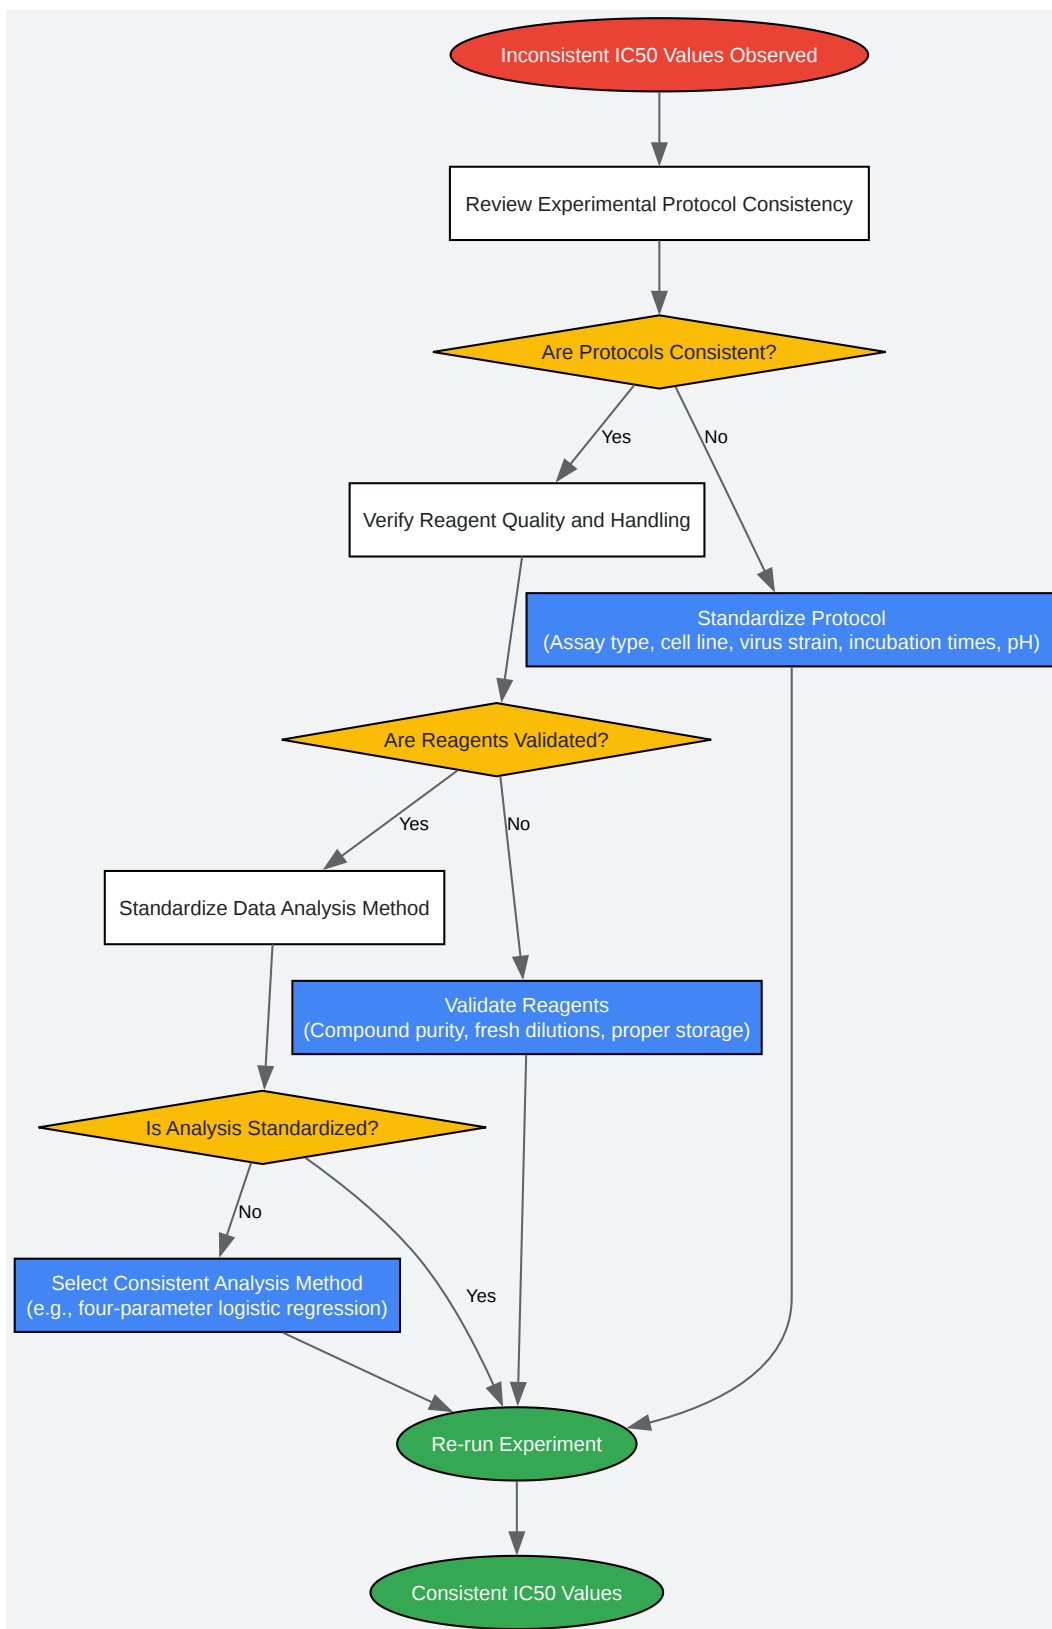 Inconsistent IC50 Values Observed
Review Experimental Protocol Consistency
Are Protocols Consistent?
Yes
No
Verify Reagent Quality and Handling
Standardize Protocol
(Assay type, cell line, virus strain, incubation times, pH)
Are Reagents Validated?
Yes
No
Standardize Data Analysis Method
Validate Reagents
(Compound purity, fresh dilutions, proper storage)
Is Analysis Standardized?
No
Select Consistent Analysis Method
(e.g., four-parameter logistic regression)
Yes
Re-run Experiment
Consistent IC50 Values